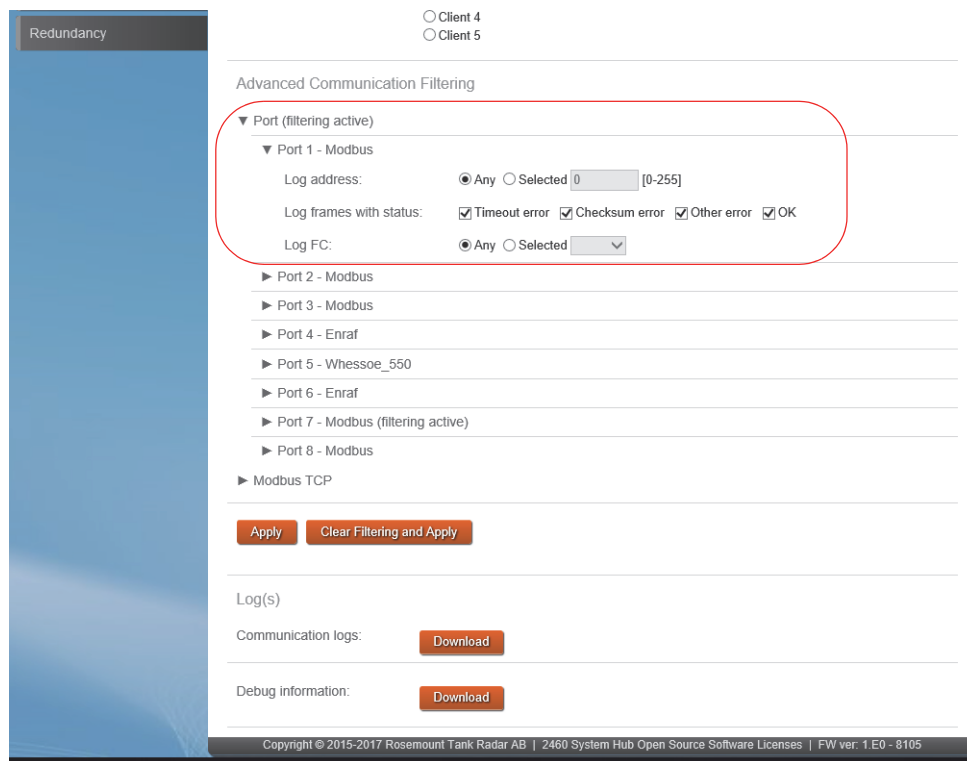 Redundancy
Client 4
Client 5
Advanced Communication Filtering
▼ Port (filtering active)
▼ Port 1 - Modbus
Log address: Any Selected 0 [0-255]
Log frames with status: Timeout error Checksum error Other error OK
Log FC: Any Selected
► Port 2 - Modbus
► Port 3 - Modbus
► Port 4 - Enraf
► Port 5 - Whessoe_550
► Port 6 - Enraf
► Port 7 - Modbus (filtering active)
► Port 8 - Modbus
► Modbus TCP
Apply Clear Filtering and Apply
Log(s)
Communication logs: Download
Debug information: Download
Copyright © 2015-2017 Rosemount Tank Radar AB | 2460 System Hub Open Source Software Licenses | FW ver: 1.E0 - 8105